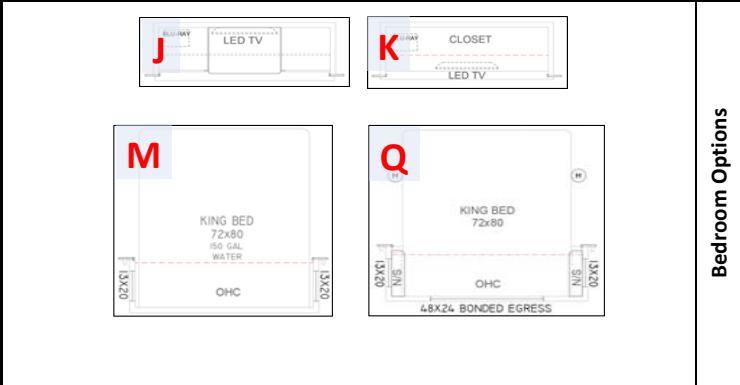 J
BLU-RAY
LED TV
K
BLU-RAY
CLOSET
LED TV
M
KING BED
72x80
150 GAL
WATER
13X20
OHC
13X20
Q
H
H
KING BED
72x80
13X20
N/S
OHC
N/S
13X20
48X24 BONDED EGRESS
Bedroom Options